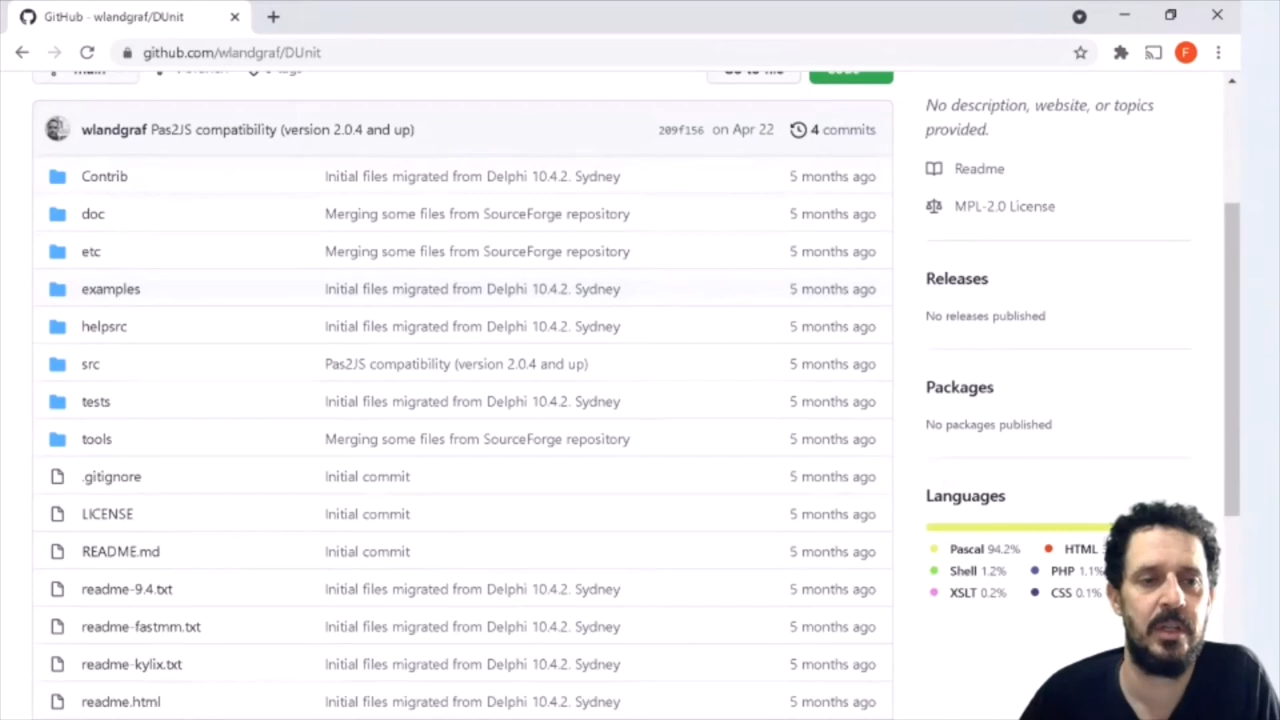 GitHub - wlandgraf/DUnit
github.com/wlandgraf/DUnit
F
main
Go to file
Code
wlandgraf Pas2JS compatibility (version 2.0.4 and up) 209f156 on Apr 22 4 commits
Contrib Initial files migrated from Delphi 10.4.2. Sydney 5 months ago
doc Merging some files from SourceForge repository 5 months ago
etc Merging some files from SourceForge repository 5 months ago
examples Initial files migrated from Delphi 10.4.2. Sydney 5 months ago
helpsrc Initial files migrated from Delphi 10.4.2. Sydney 5 months ago
src Pas2JS compatibility (version 2.0.4 and up) 5 months ago
tests Initial files migrated from Delphi 10.4.2. Sydney 5 months ago
tools Merging some files from SourceForge repository 5 months ago
.gitignore Initial commit 5 months ago
LICENSE Initial commit 5 months ago
README.md Initial commit 5 months ago
readme-9.4.txt Initial files migrated from Delphi 10.4.2. Sydney 5 months ago
readme-fastmm.txt Initial files migrated from Delphi 10.4.2. Sydney 5 months ago
readme-kylix.txt Initial files migrated from Delphi 10.4.2. Sydney 5 months ago
readme.html Initial files migrated from Delphi 10.4.2. Sydney 5 months ago
No description, website, or topics
provided.
Readme
MPL-2.0 License
Releases
No releases published
Packages
No packages published
Languages
Pascal 94.2% HTML
Shell 1.2% PHP 1.1%
XSLT 0.2% CSS 0.1%